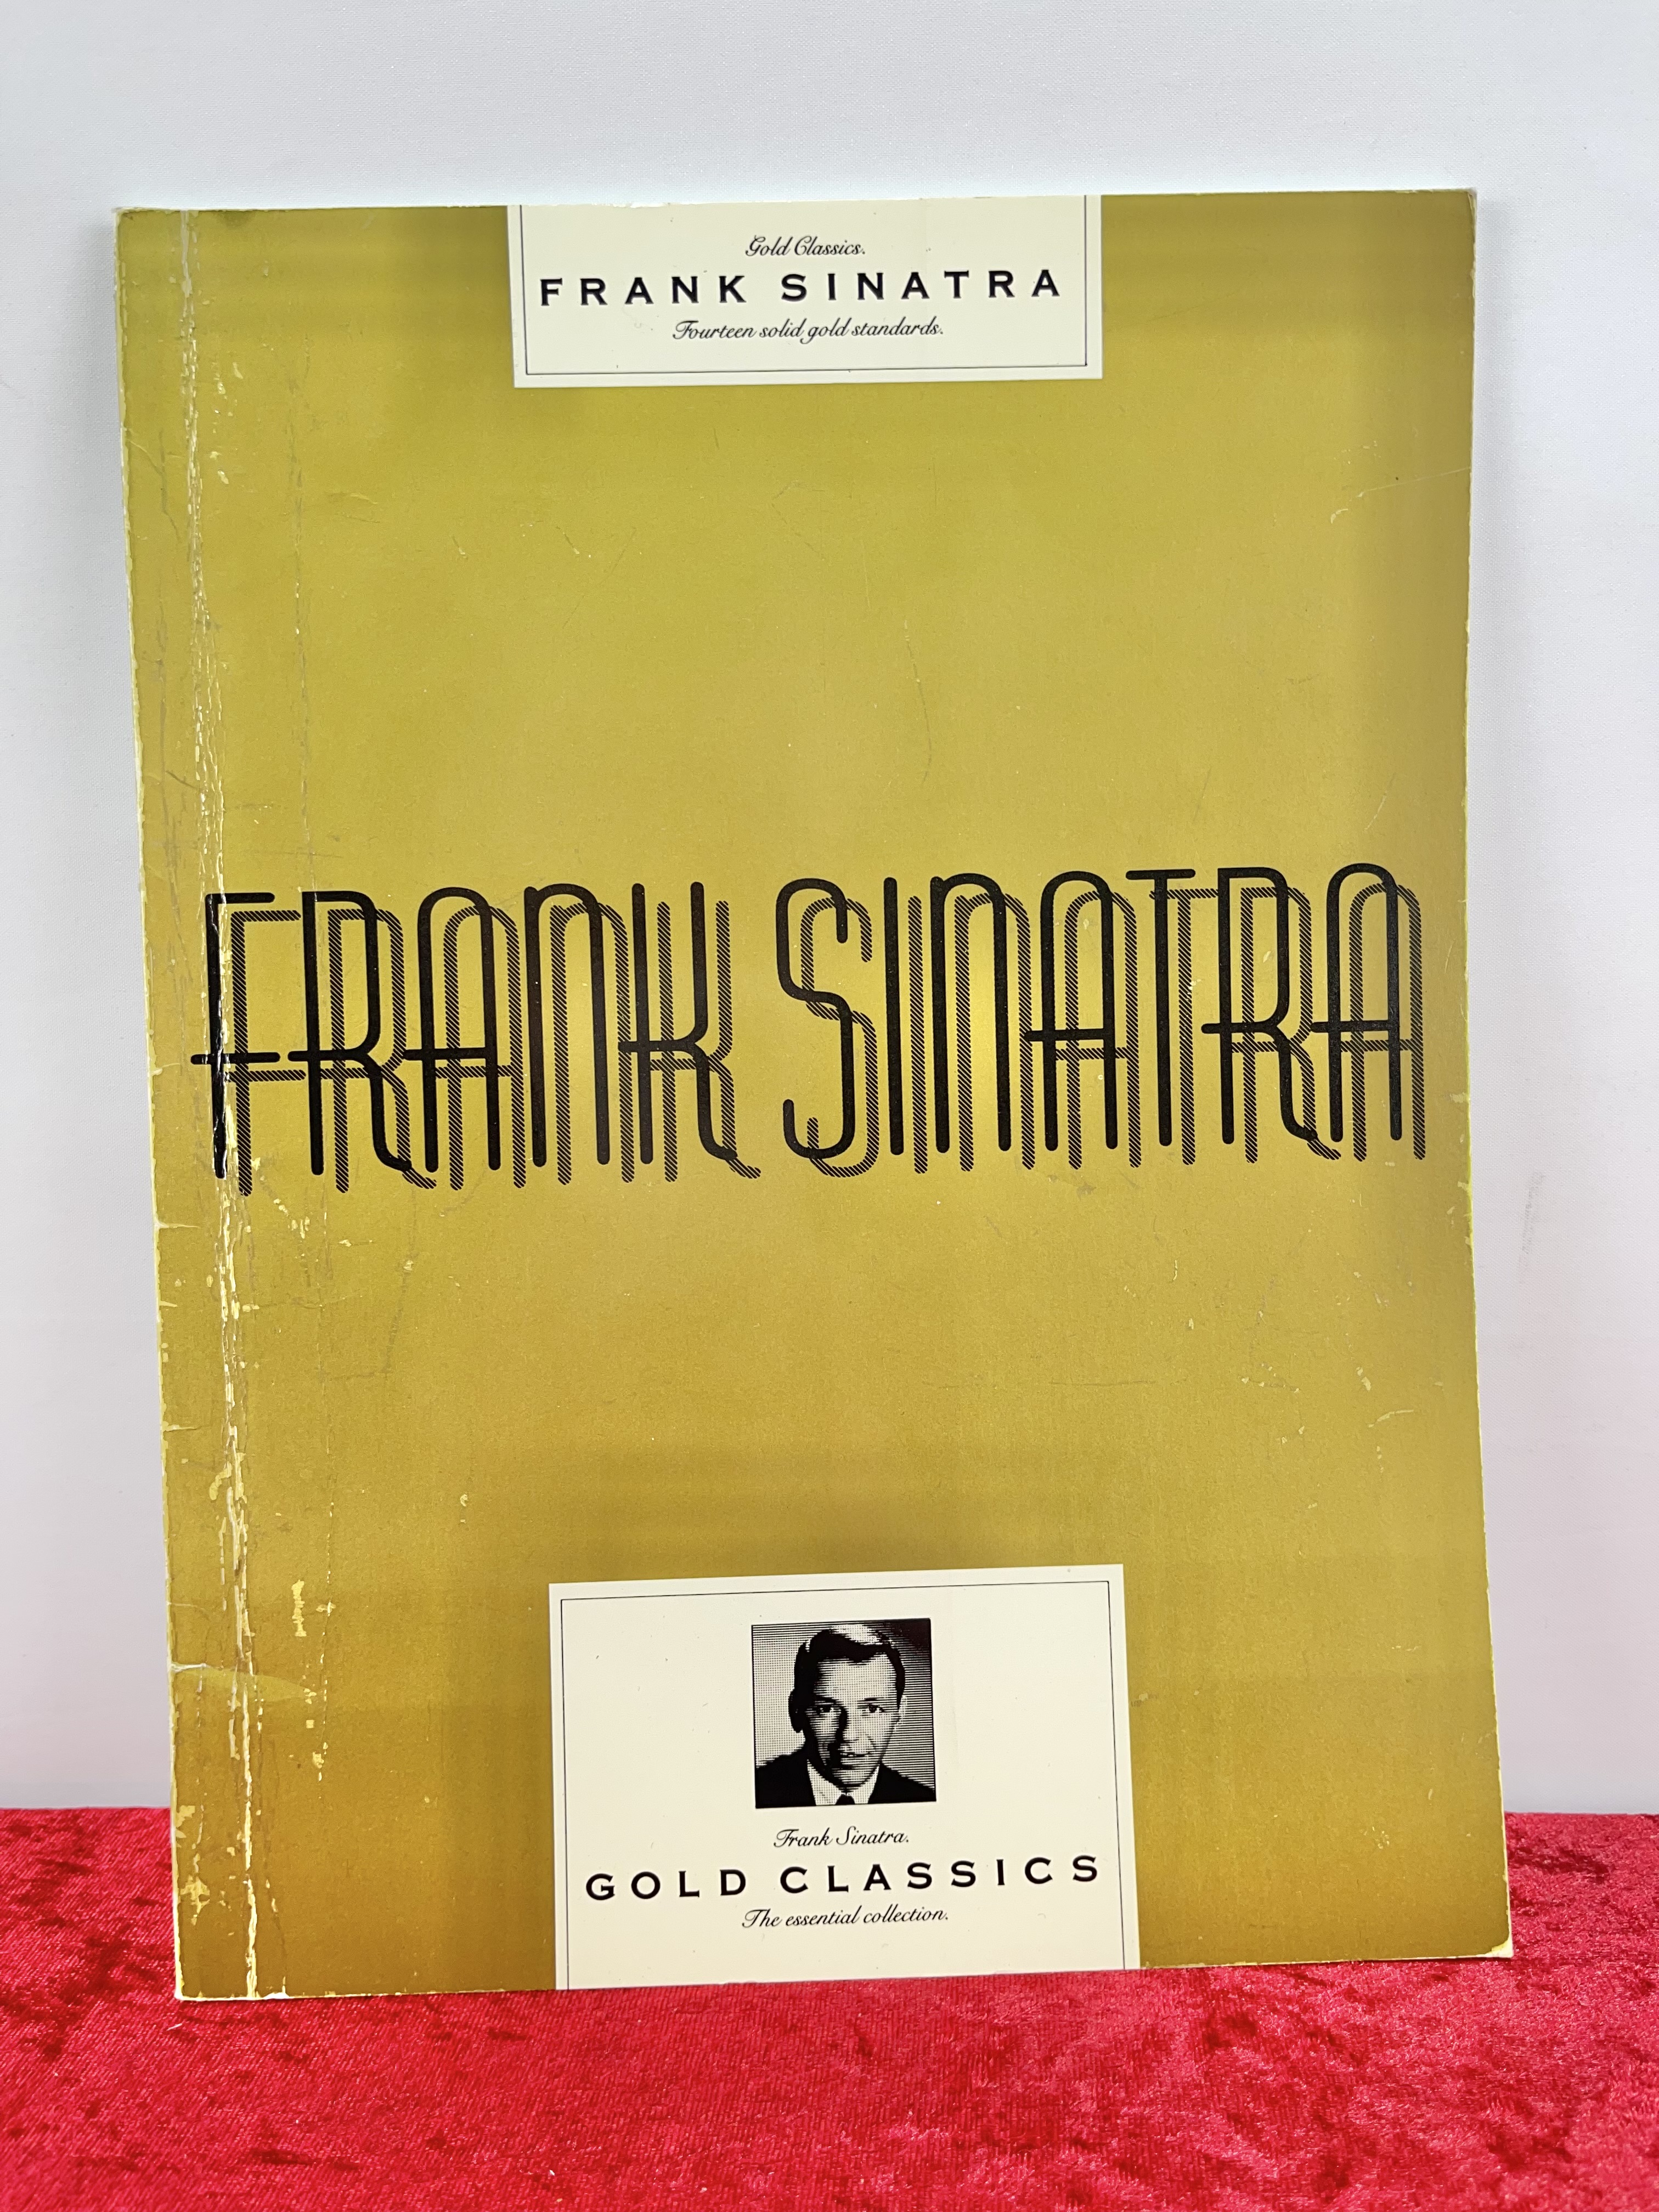 Gold Classics.
FRANK SINATRA
Fourteen solid gold standards.
FRANK SINATRA
Frank Sinatra.
GOLD CLASSICS
The essential collection.